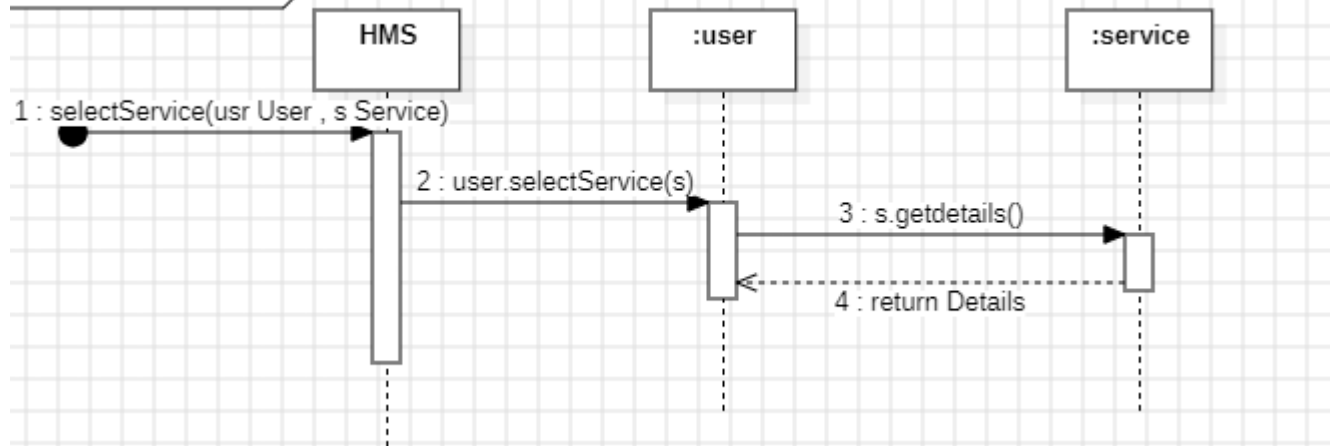 HMS
:user
:service
1 : selectService(usr User , s Service)
2 : user.selectService(s)
3 : s.getdetails()
4 : return Details